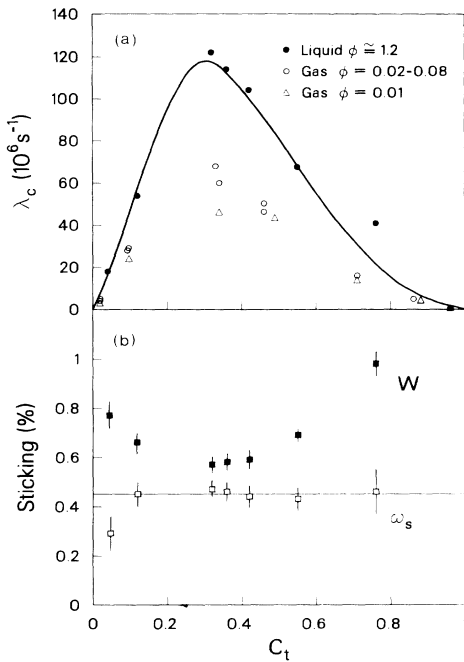 140
120
100
80
60
40
20
0
λc (10⁶s⁻¹)
(a)
● Liquid ϕ ≅ 1.2
○ Gas ϕ = 0.02-0.08
△ Gas ϕ = 0.01
(b)
1
0.8
0.6
0.4
0.2
0
Sticking (%)
W
ωs
0 0.2 0.4 0.6 0.8
Ct